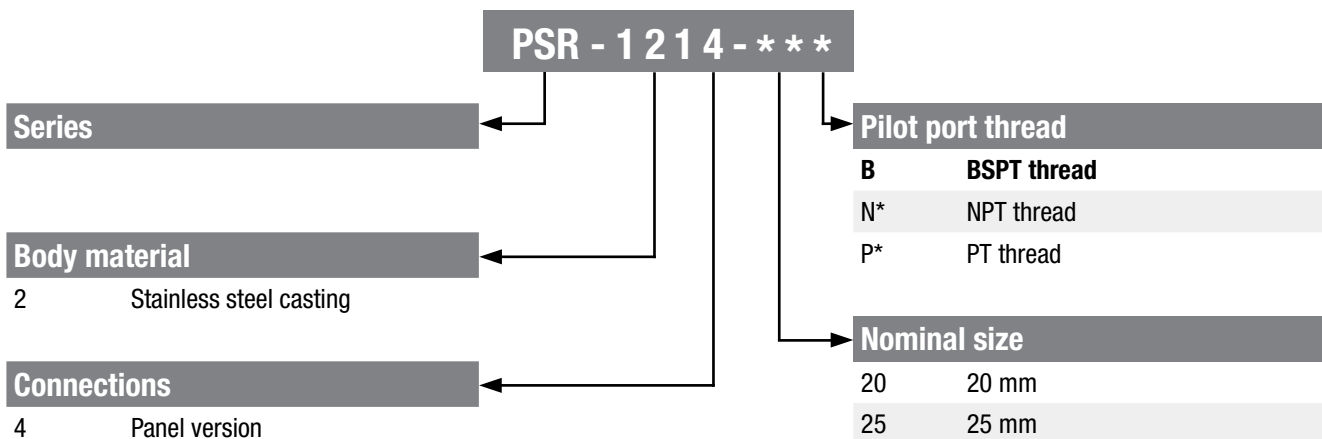 PSR - 1 2 1 4 - * * *
Series
Body material
2 Stainless steel casting
Connections
4 Panel version
Pilot port thread
B BSPT thread
N* NPT thread
P* PT thread
Nominal size
20 20 mm
25 25 mm